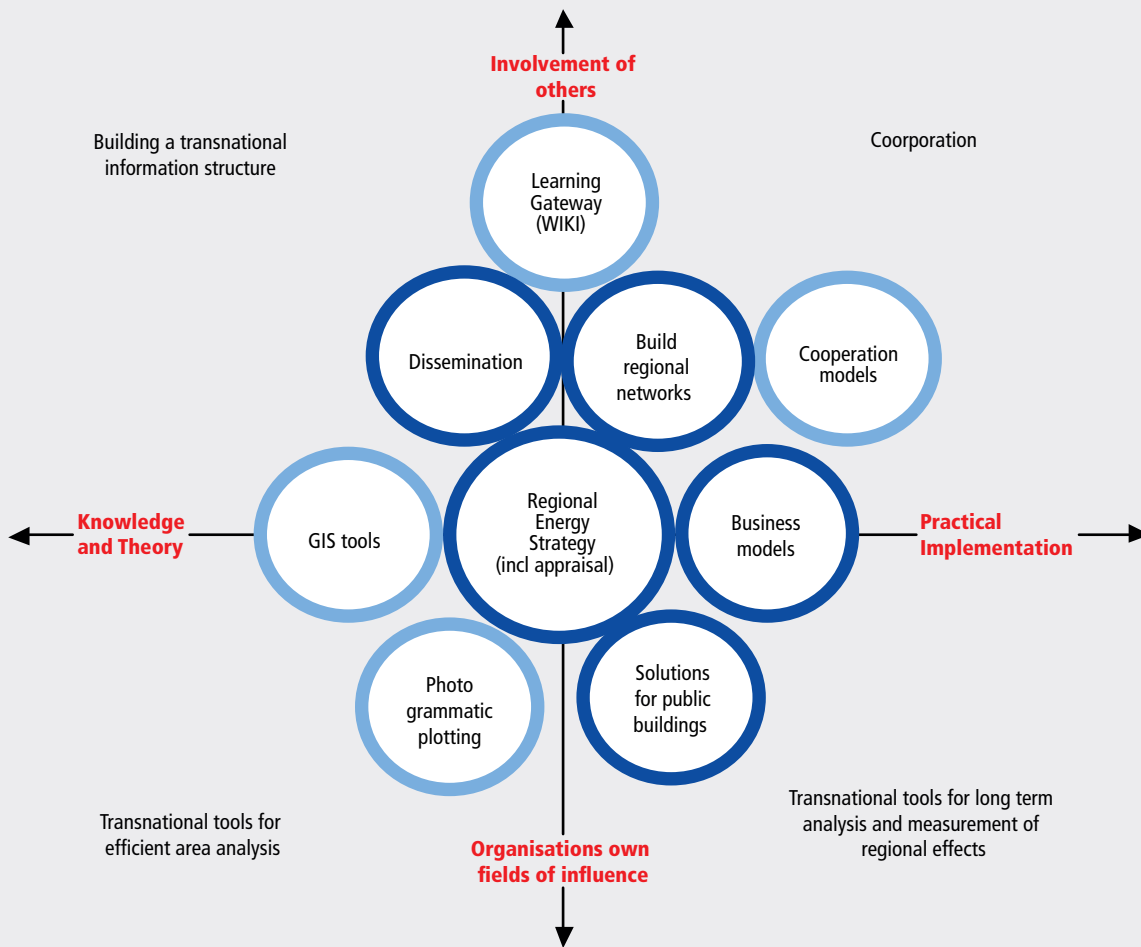 Involvement of
others
Building a transnational
information structure
Coorporation
Learning
Gateway
(WIKI)
Dissemination
Build
regional
networks
Cooperation
models
Knowledge
and Theory
GIS tools
Regional
Energy
Strategy
(incl appraisal)
Business
models
Practical
Implementation
Photo
grammatic
plotting
Solutions
for public
buildings
Transnational tools for
efficient area analysis
Organisations own
fields of influence
Transnational tools for long term
analysis and measurement of
regional effects